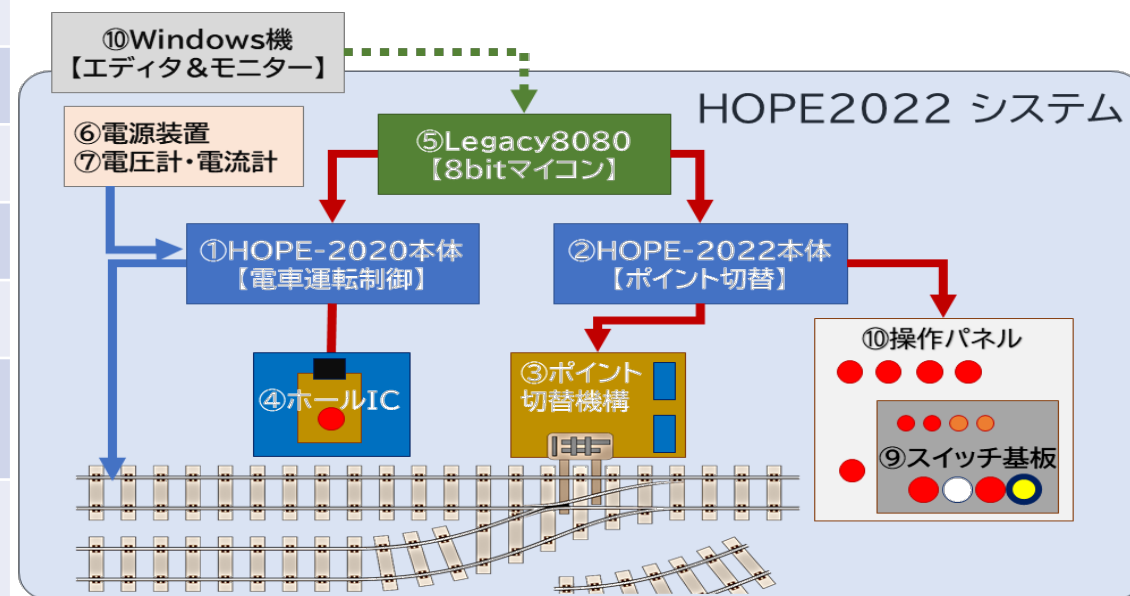 ⑩Windows機
【エディタ&モニター】
HOPE2022 システム
⑥電源装置
⑦電圧計・電流計
⑤Legacy8080
【8bitマイコン】
①HOPE-2020本体
【電車運転制御】
②HOPE-2022本体
【ポイント切替】
④ホールIC
③ポイント
切替機構
⑩操作パネル
⑨スイッチ基板